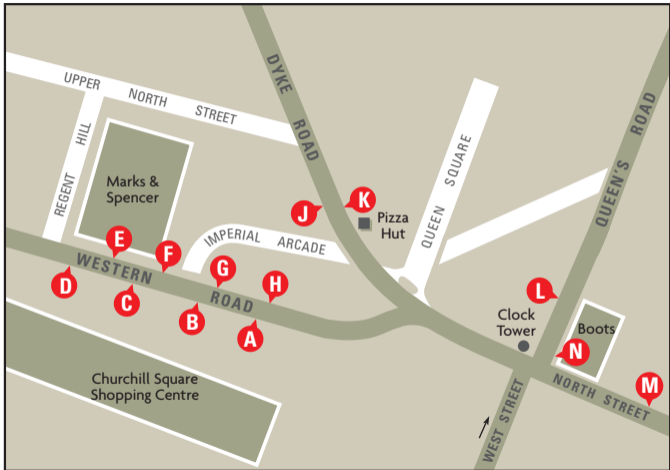 UPPER NORTH STREET
DYKE ROAD
QUEEN'S ROAD
REGENT HILL
Marks &
Spencer
QUEEN SQUARE
J
K
Pizza
Hut
IMPERIAL ARCADE
E
F
G
H
D
C
B
A
WESTERN ROAD
L
Clock
Tower
Boots
N
M
NORTH STREET
WEST STREET
Churchill Square
Shopping Centre